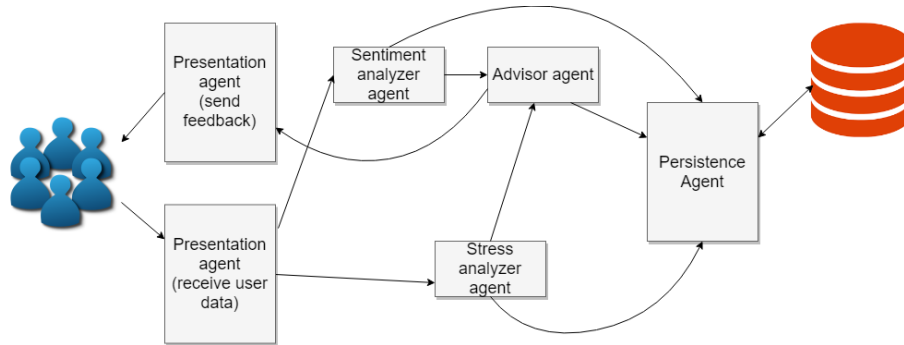 Presentation
agent
(send
feedback)
Sentiment
analyzer
agent
Advisor agent
Persistence
Agent
Presentation
agent
(receive user
data)
Stress
analyzer
agent